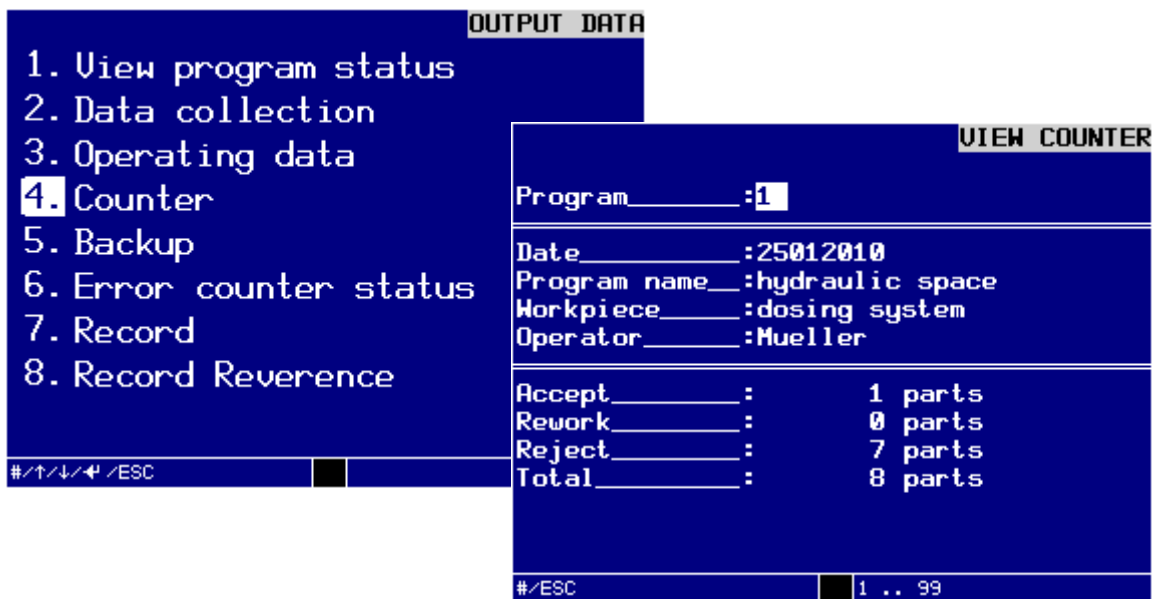 OUTPUT DATA
1. View program status
2. Data collection
3. Operating data
4. Counter
5. Backup
6. Error counter status
7. Record
8. Record Reverence
#/↑/↓/↵ /ESC
VIEW COUNTER
Program_______:1
Date__________:25012010
Program name__:hydraulic space
Workpiece_____:dosing system
Operator______:Mueller
Accept________: 1 parts
Rework________: 0 parts
Reject________: 7 parts
Total_________: 8 parts
#/ESC 1 .. 99